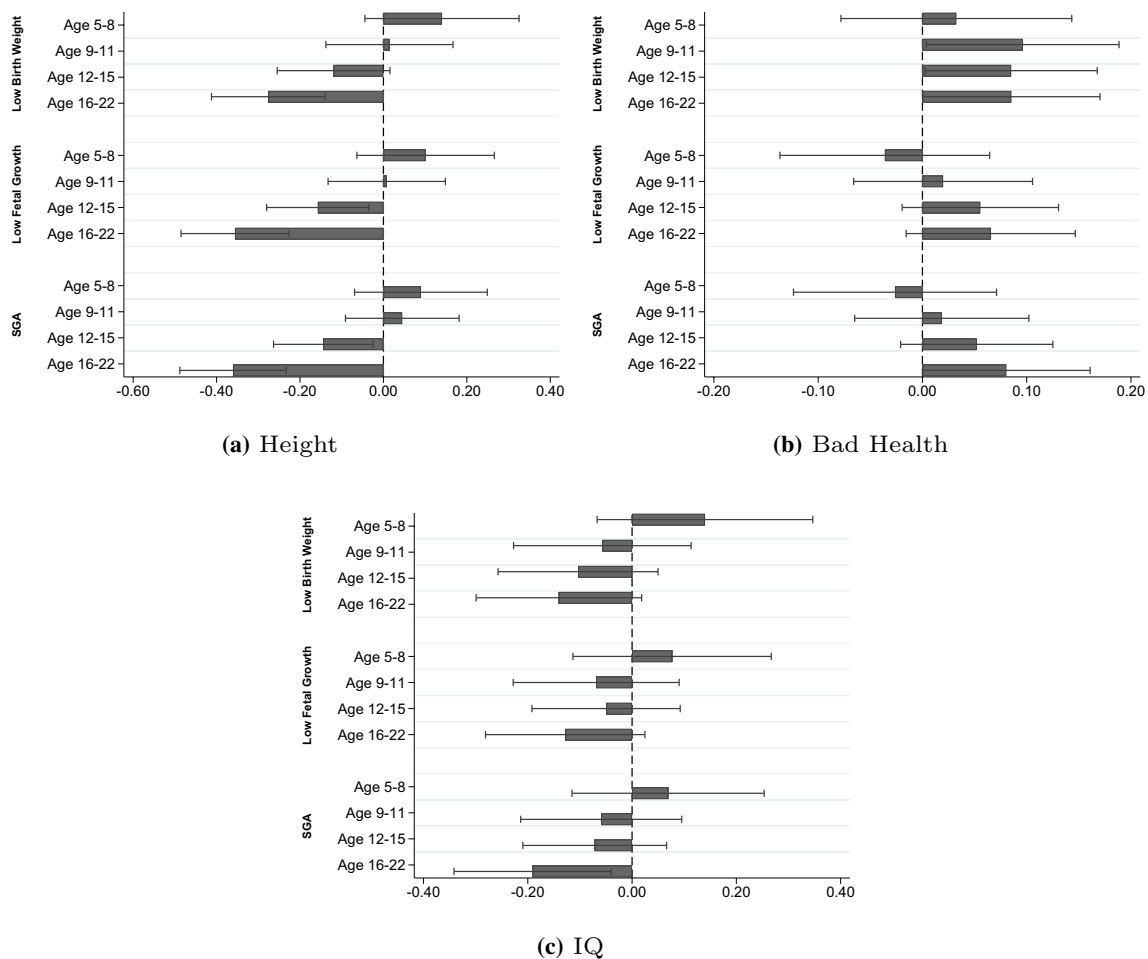 Low Birth Weight
Age 5-8
Age 9-11
Age 12-15
Age 16-22
Low Fetal Growth
Age 5-8
Age 9-11
Age 12-15
Age 16-22
SGA
Age 5-8
Age 9-11
Age 12-15
Age 16-22
-0.60 -0.40 -0.20 0.00 0.20 0.40
(a) Height
Low Birth Weight
Age 5-8
Age 9-11
Age 12-15
Age 16-22
Low Fetal Growth
Age 5-8
Age 9-11
Age 12-15
Age 16-22
SGA
Age 5-8
Age 9-11
Age 12-15
Age 16-22
-0.20 -0.10 0.00 0.10 0.20
(b) Bad Health
Low Birth Weight
Age 5-8
Age 9-11
Age 12-15
Age 16-22
Low Fetal Growth
Age 5-8
Age 9-11
Age 12-15
Age 16-22
SGA
Age 5-8
Age 9-11
Age 12-15
Age 16-22
-0.40 -0.20 0.00 0.20 0.40
(c) IQ